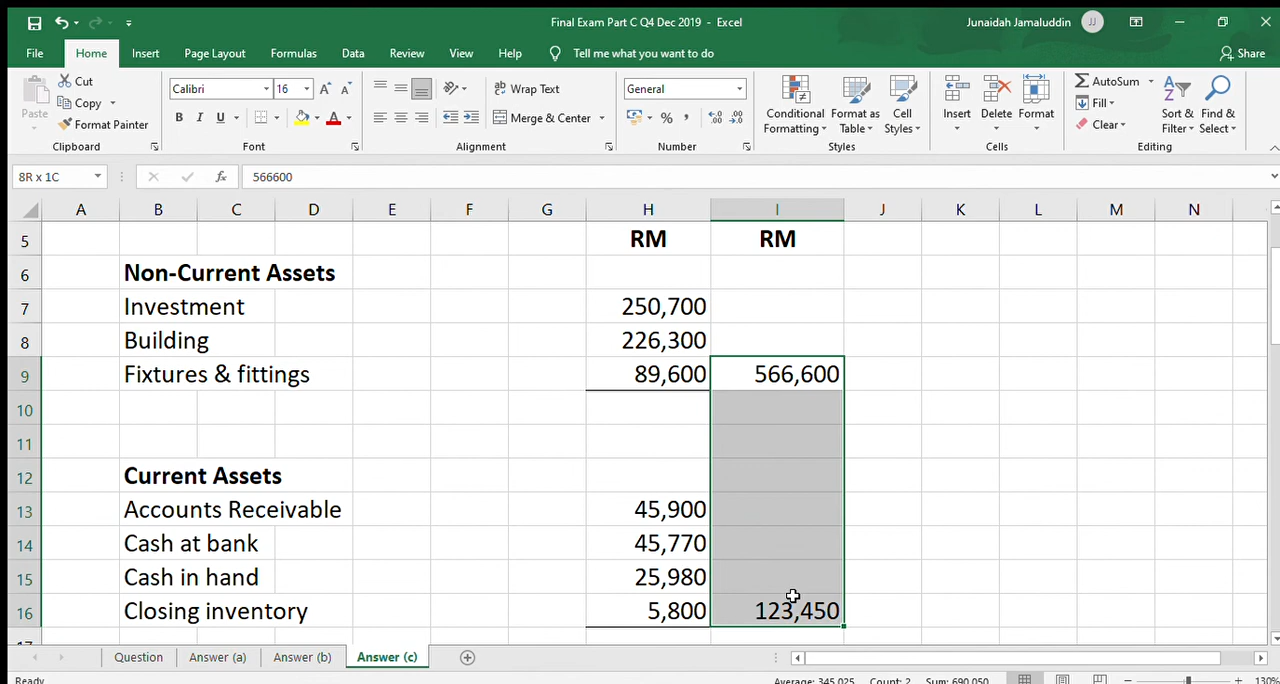 Final Exam Part C Q4 Dec 2019 - Excel
Junaidah Jamaluddin
JJ
File Home Insert Page Layout Formulas Data Review View Help Tell me what you want to do
Share
Paste
Cut
Copy
Format Painter
Clipboard
Calibri 16
B I U
Font
Wrap Text
Merge & Center
Alignment
General
Number
Conditional Formatting
Format as Table
Cell Styles
Styles
Insert Delete Format
Cells
AutoSum
Fill
Clear
Sort & Filter
Find & Select
Editing
8R x 1C
fx
566600
A B C D E F G H I J K L M N
5 RM RM
6 Non-Current Assets
7 Investment 250,700
8 Building 226,300
9 Fixtures & fittings 89,600 566,600
10
11
12 Current Assets
13 Accounts Receivable 45,900
14 Cash at bank 45,770
15 Cash in hand 25,980
16 Closing inventory 5,800 123,450
17
Question Answer (a) Answer (b) Answer (c)
Ready
Average: 345,025 Count: 2 Sum: 690,050
130%